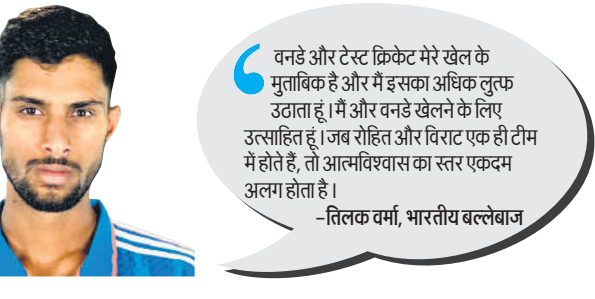 वनडे और टेस्ट क्रिकेट मेरे खेल के
मुताबिक है और मैं इसका अधिक लुत्फ
उठाता हूं। मैं और वनडे खेलने के लिए
उत्साहित हूं। जब रोहित और विराट एक ही टीम
में होते हैं, तो आत्मविश्वास का स्तर एकदम
अलग होता है।
–तिलक वर्मा, भारतीय बल्लेबाज